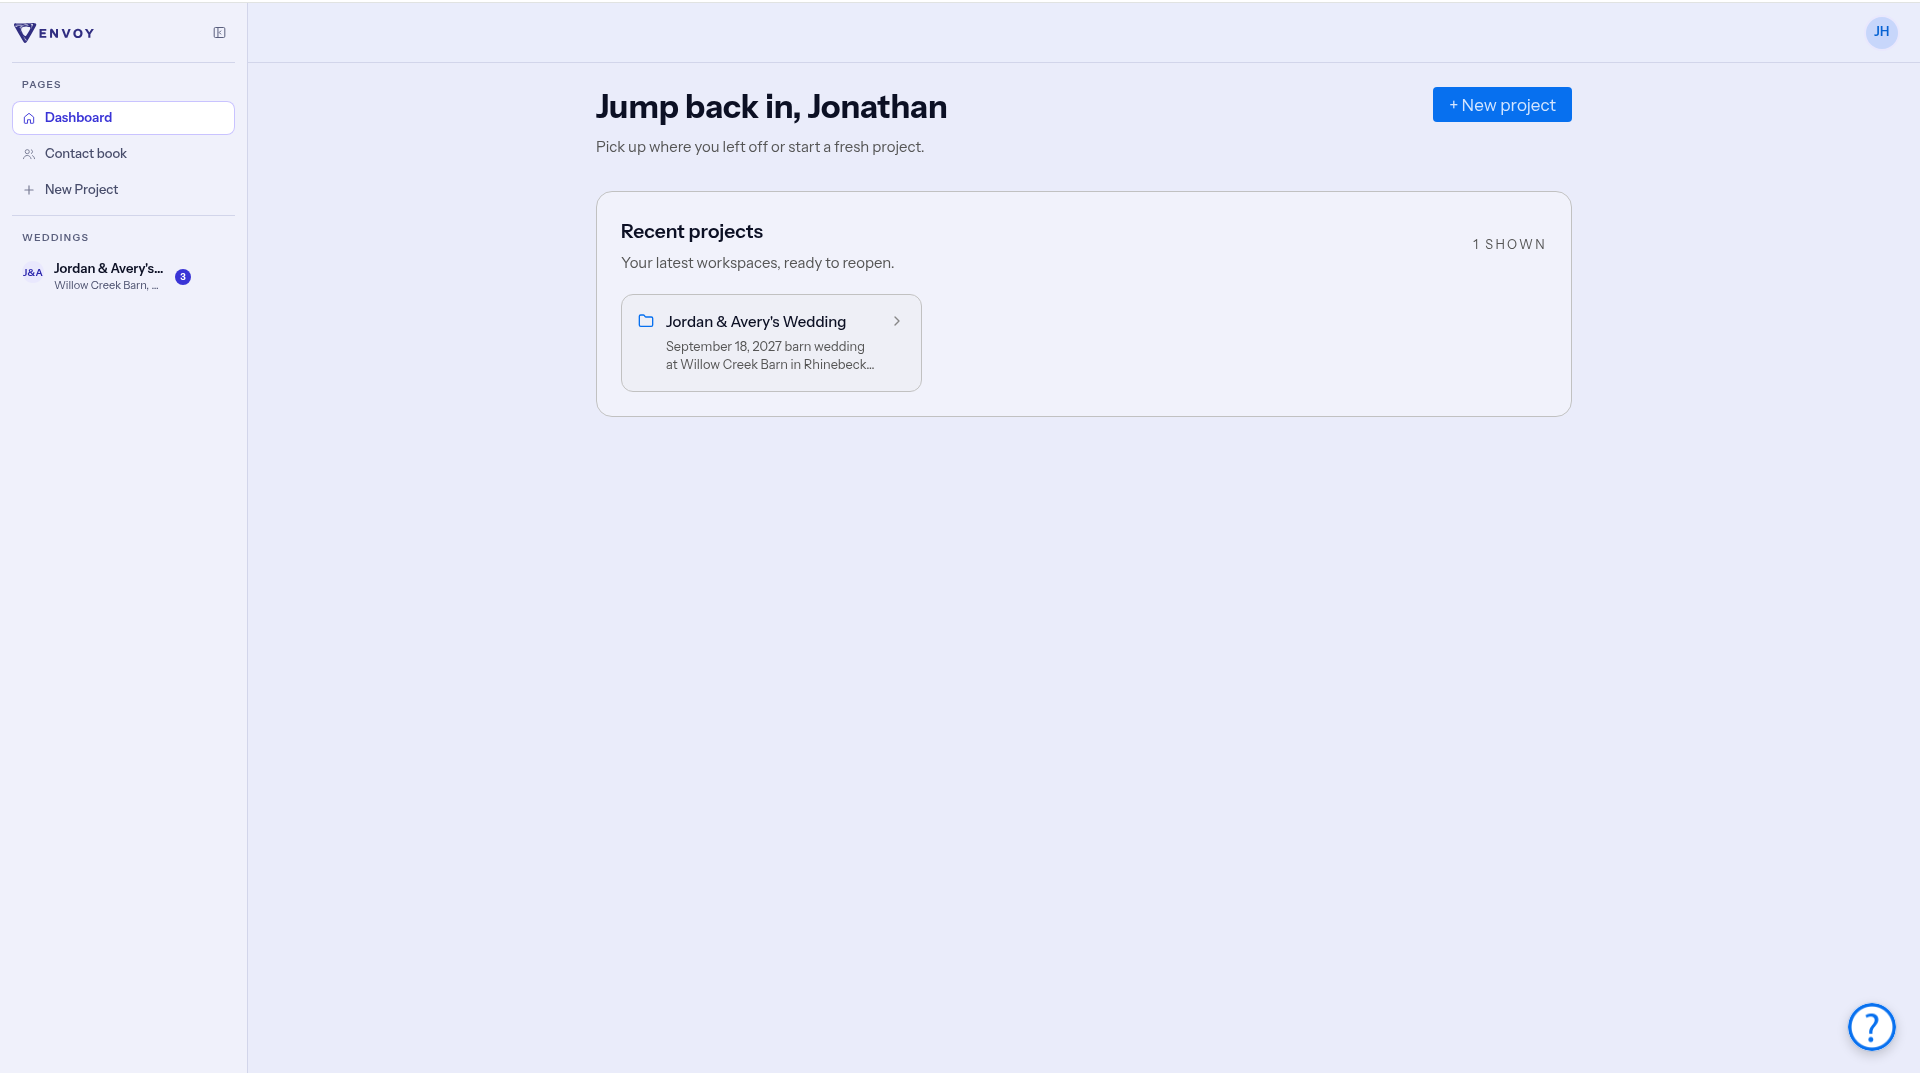 ENVOY
PAGES
Dashboard
Contact book
New Project
WEDDINGS
J&A
Jordan & Avery's...
Willow Creek Barn, ...
3
JH
Jump back in, Jonathan
+ New project
Pick up where you left off or start a fresh project.
Recent projects
1 SHOWN
Your latest workspaces, ready to reopen.
Jordan & Avery's Wedding
September 18, 2027 barn wedding
at Willow Creek Barn in Rhinebeck...
?